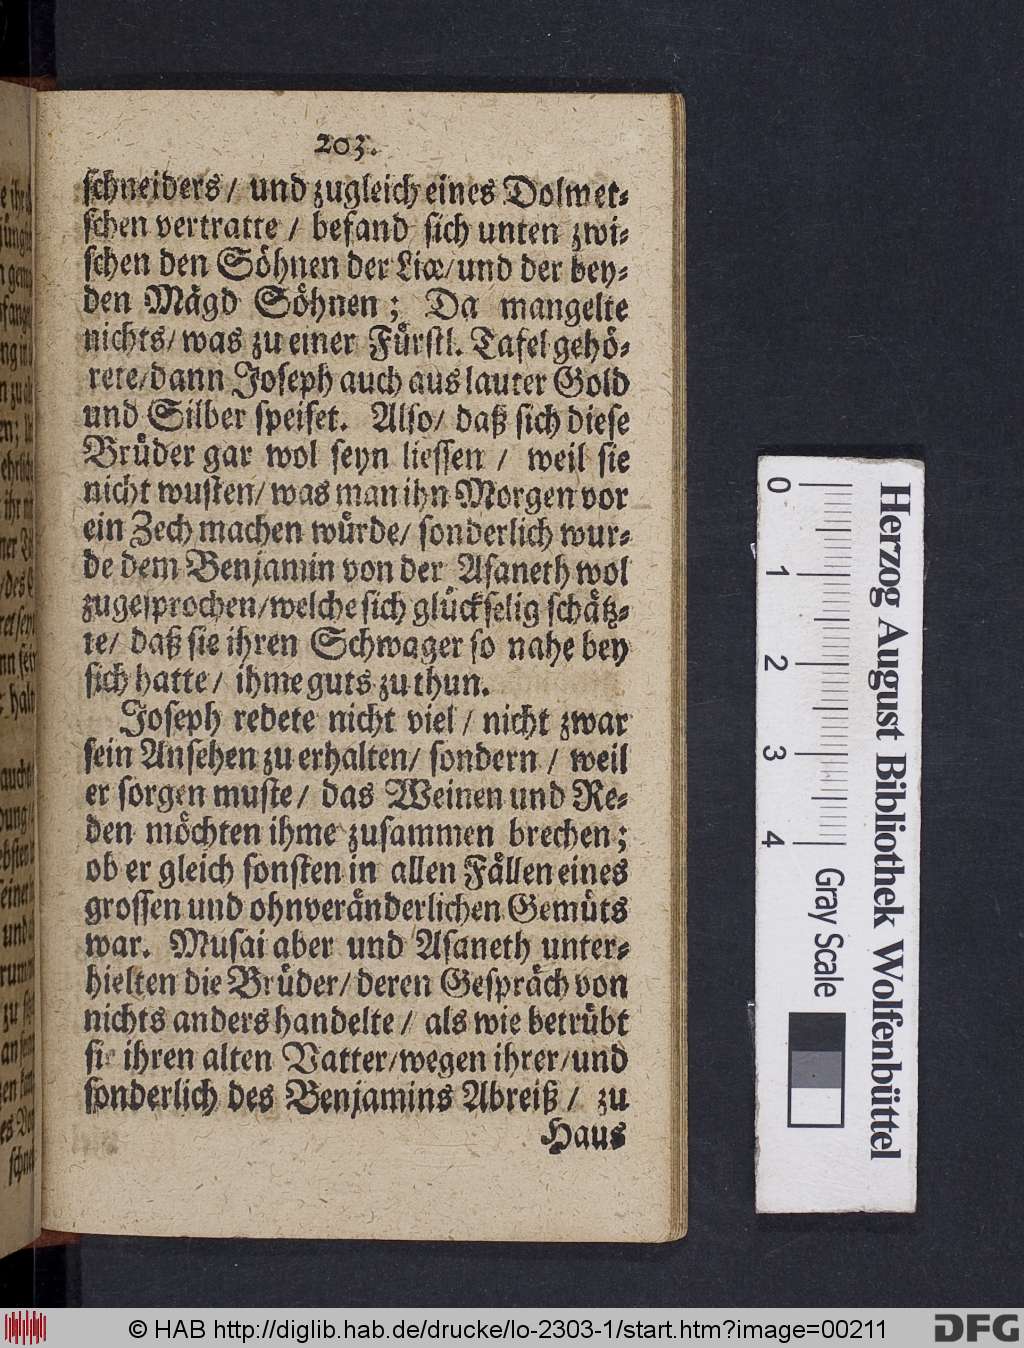 203.
schneiders / und zugleich eines Dolmet⸗
schen vertratte / befand sich unten zwi⸗
schen den Söhnen der Liæ/und der bey⸗
den Mägd Söhnen; Da mangelte
nichts/ was zu einer Fürstl. Tafel gehö⸗
rete/dann Joseph auch aus lauter Gold
und Silber speiset. Also/ daß sich diese
Brüder gar wol seyn liessen / weil sie
nicht wusten/ was man ihn Morgen vor
ein Zech machen würde/ sonderlich wur⸗
de dem Benjamin von der Asaneth wol
zugesprochen/welche sich glückselig schätz⸗
te/ daß sie ihren Schwager so nahe bey
sich hatte / ihme guts zu thun.
Joseph redete nicht viel / nicht zwar
sein Ansehen zu erhalten/ sondern / weil
er sorgen muste / das Weinen und Re⸗
den möchten ihme zusammen brechen;
ob er gleich sonsten in allen Fällen eines
grossen und ohnveränderlichen Gemüts
war. Musai aber und Asaneth unter⸗
hielten die Brüder/ deren Gespräch von
nichts anders handelte / als wie betrübt
sie ihren alten Vatter/wegen ihrer/und
sonderlich des Benjamins Abreiß / zu
Haus
0 1 2 3 4
Gray Scale
Herzog August Bibliothek Wolfenbüttel
© HAB http://diglib.hab.de/drucke/lo-2303-1/start.htm?image=00211
DFG